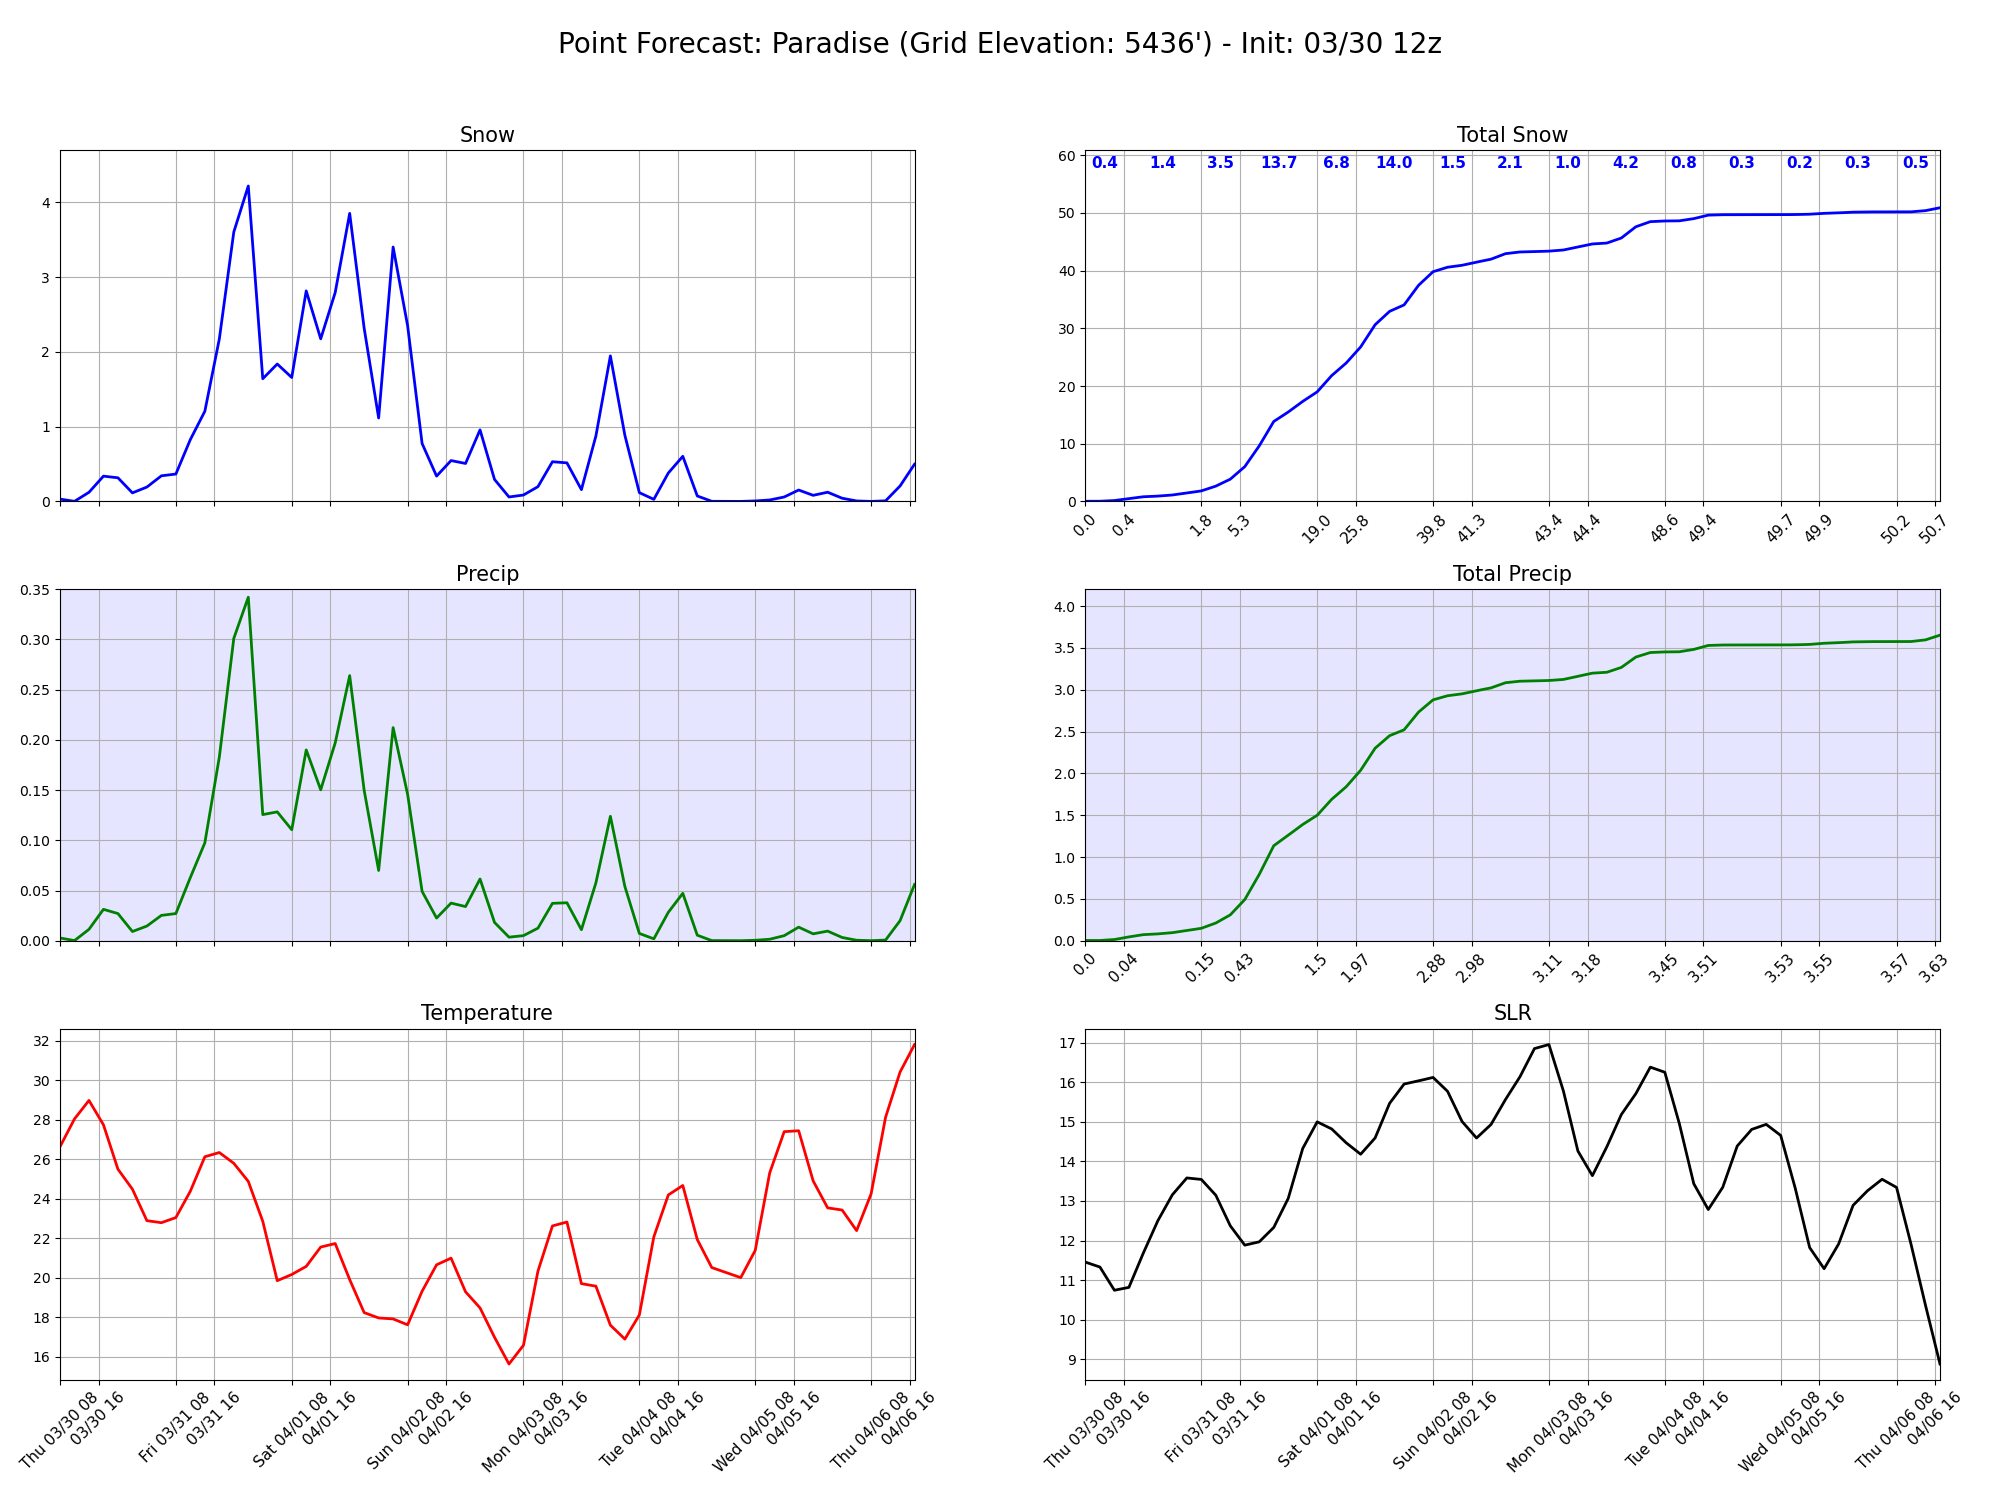 Point Forecast: Paradise (Grid Elevation: 5436') - Init: 03/30 12z
Snow
4
3
2
1
0
Total Snow
60
50
40
30
20
10
0
0.4 1.4 3.5 13.7 6.8 14.0 1.5 2.1 1.0 4.2 0.8 0.3 0.2 0.3 0.5
0.0 0.4 1.8 5.3 19.0 25.8 39.8 41.3 43.4 44.4 48.6 49.4 49.7 49.9 50.2 50.7
Precip
0.35
0.30
0.25
0.20
0.15
0.10
0.05
0.00
Total Precip
4.0
3.5
3.0
2.5
2.0
1.5
1.0
0.5
0.0
0.0 0.04 0.15 0.43 1.5 1.97 2.88 2.98 3.11 3.18 3.45 3.51 3.53 3.55 3.57 3.63
Temperature
32
30
28
26
24
22
20
18
16
Thu 03/30 08
03/30 16
Fri 03/31 08
03/31 16
Sat 04/01 08
04/01 16
Sun 04/02 08
04/02 16
Mon 04/03 08
04/03 16
Tue 04/04 08
04/04 16
Wed 04/05 08
04/05 16
Thu 04/06 08
04/06 16
SLR
17
16
15
14
13
12
11
10
9
Thu 03/30 08
03/30 16
Fri 03/31 08
03/31 16
Sat 04/01 08
04/01 16
Sun 04/02 08
04/02 16
Mon 04/03 08
04/03 16
Tue 04/04 08
04/04 16
Wed 04/05 08
04/05 16
Thu 04/06 08
04/06 16